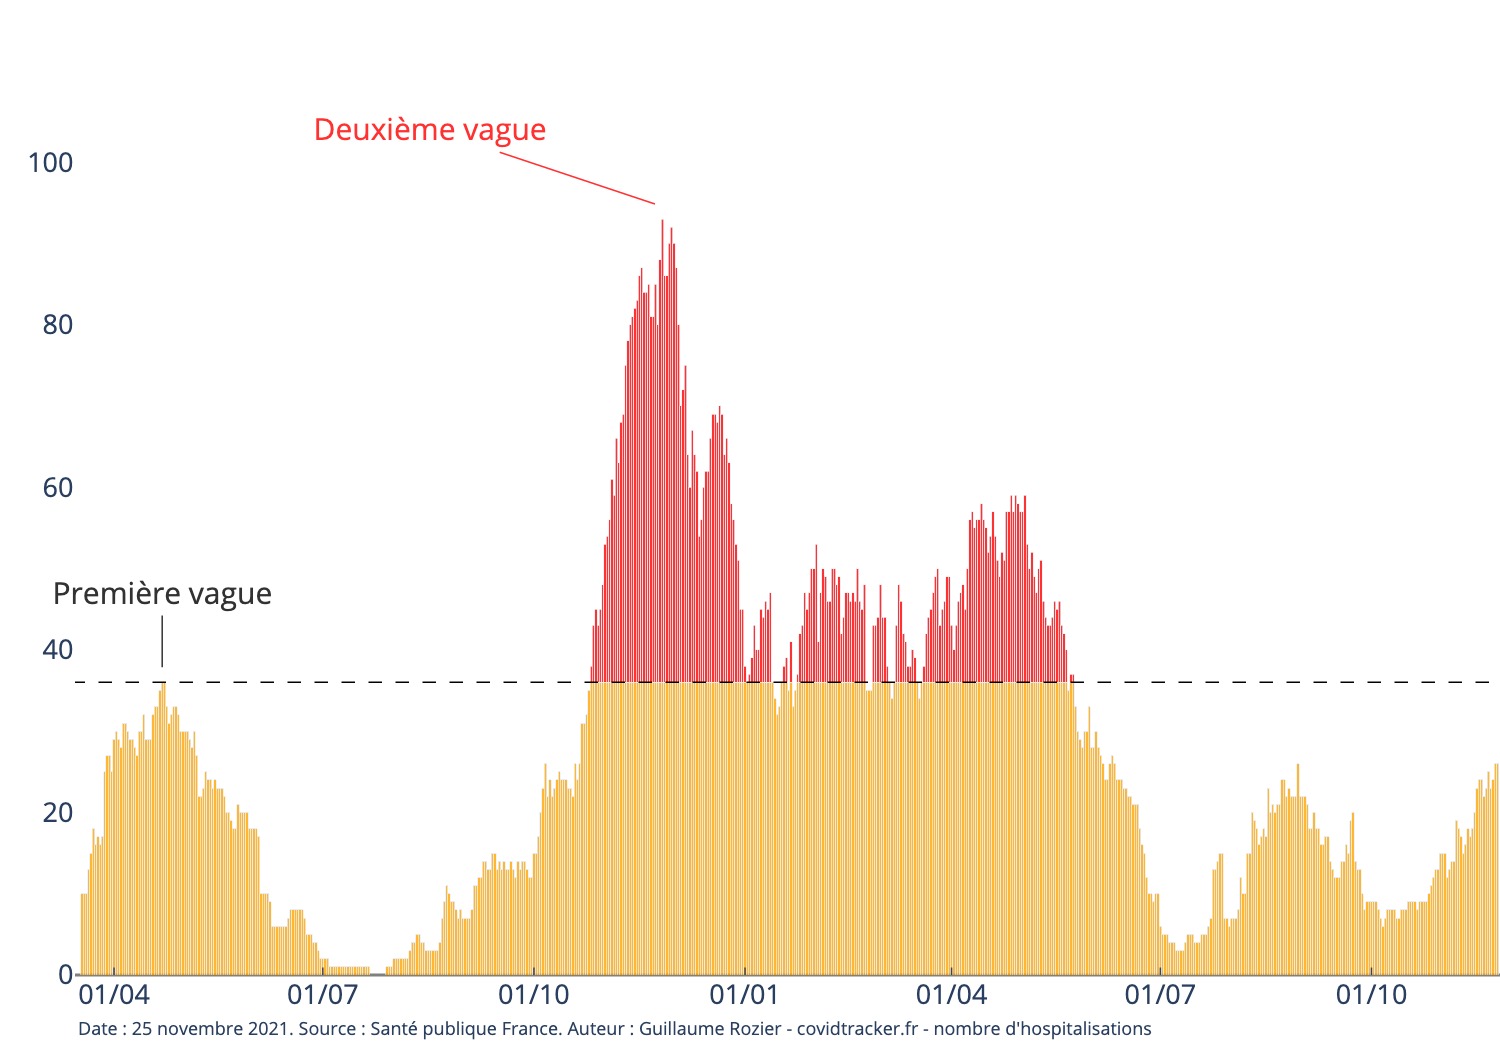 Deuxième vague
100
80
60
Première vague
40
20
0
01/04 01/07 01/10 01/01 01/04 01/07 01/10
Date : 25 novembre 2021. Source : Santé publique France. Auteur : Guillaume Rozier - covidtracker.fr - nombre d'hospitalisations